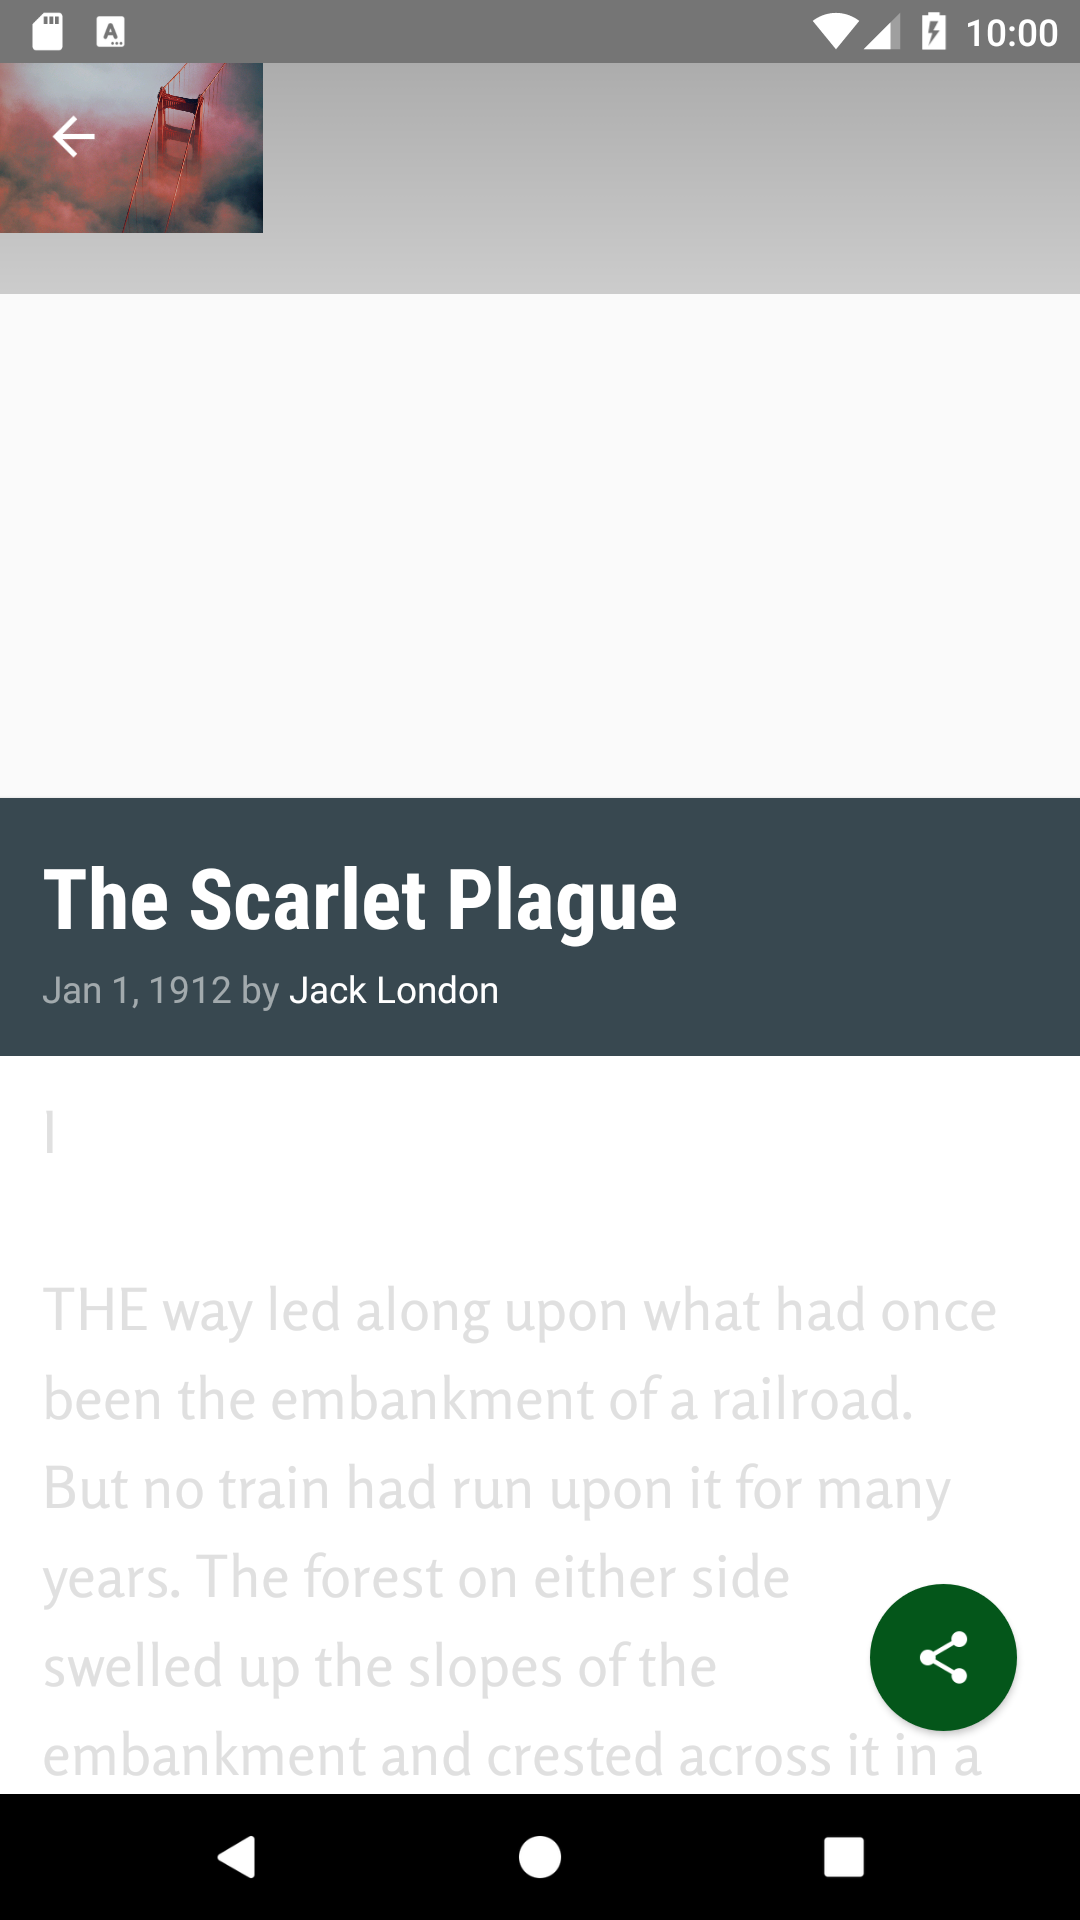 10:00
The Scarlet Plague
Jan 1, 1912 by Jack London
I
THE way led along upon what had once
been the embankment of a railroad.
But no train had run upon it for many
years. The forest on either side
swelled up the slopes of the
embankment and crested across it in a